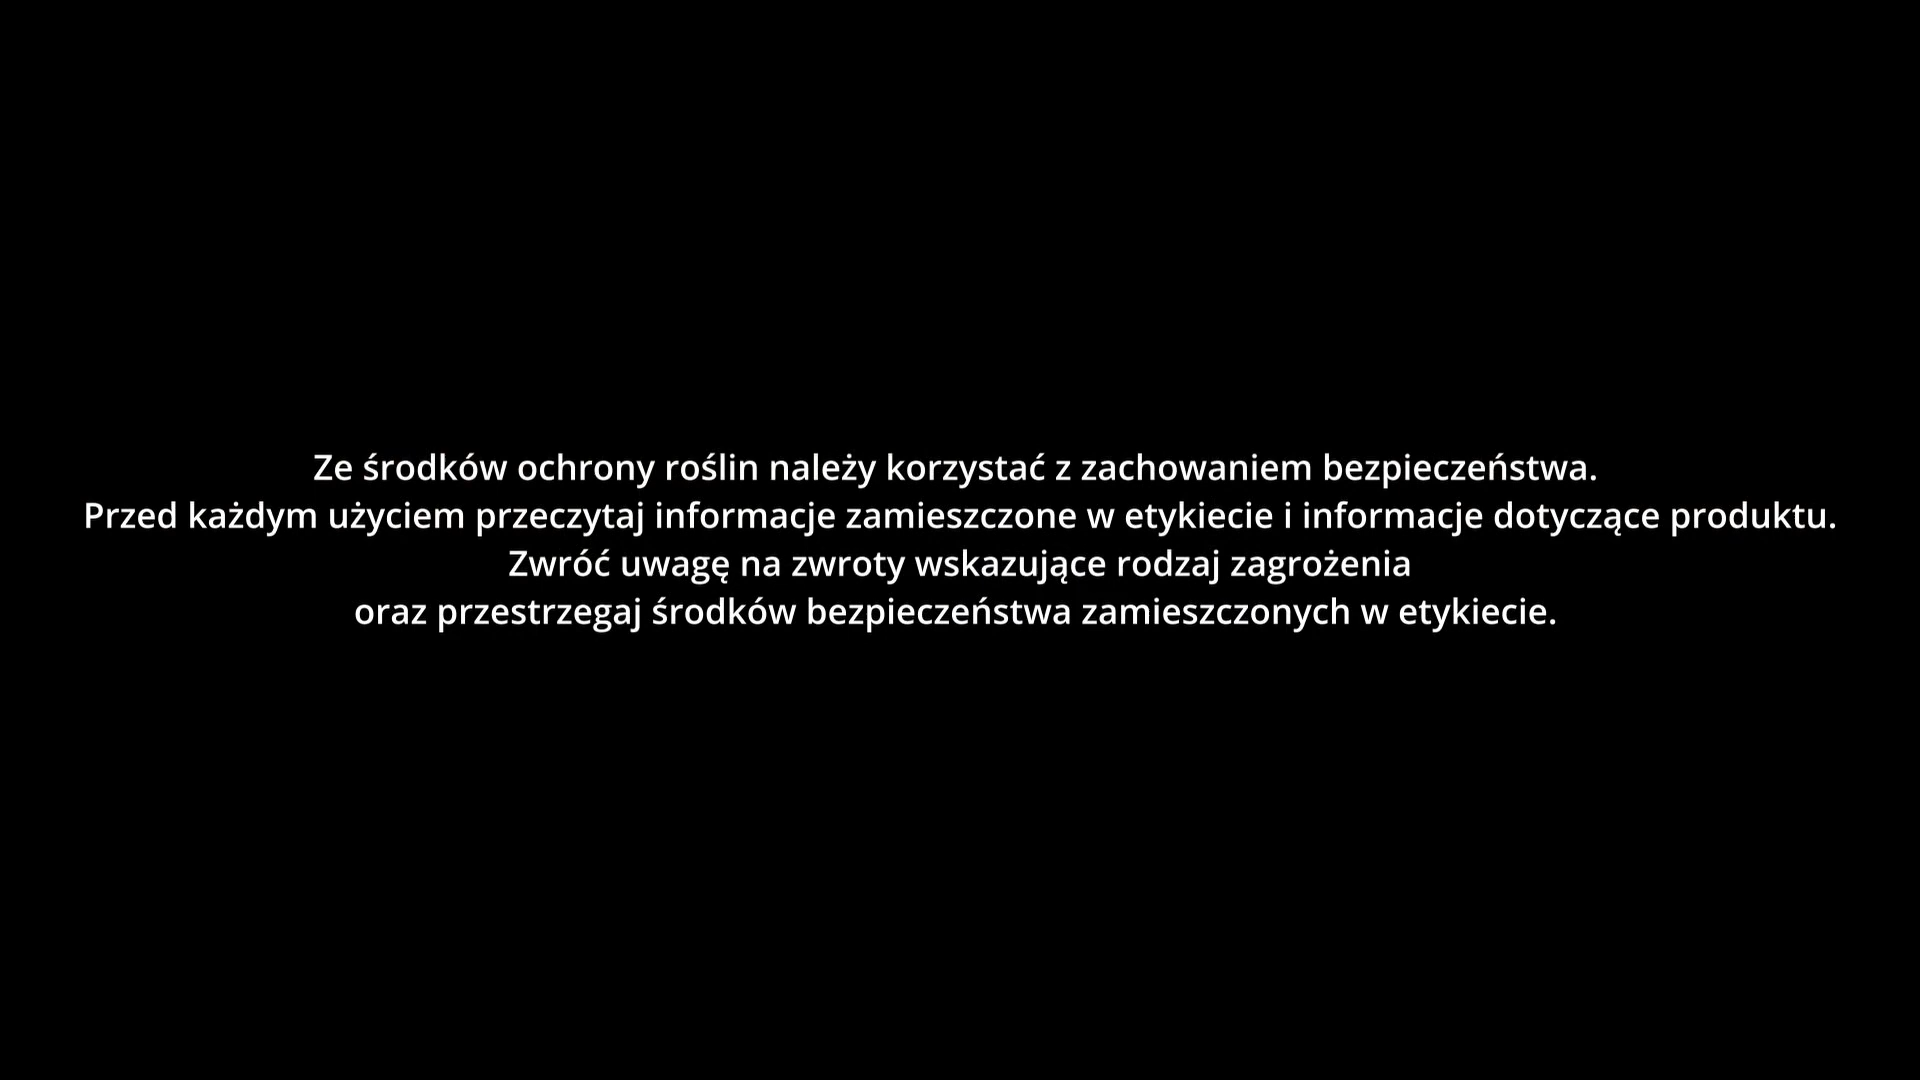 Ze środków ochrony roślin należy korzystać z zachowaniem bezpieczeństwa.
Przed każdym użyciem przeczytaj informacje zamieszczone w etykiecie i informacje dotyczące produktu.
Zwróć uwagę na zwroty wskazujące rodzaj zagrożenia
oraz przestrzegaj środków bezpieczeństwa zamieszczonych w etykiecie.